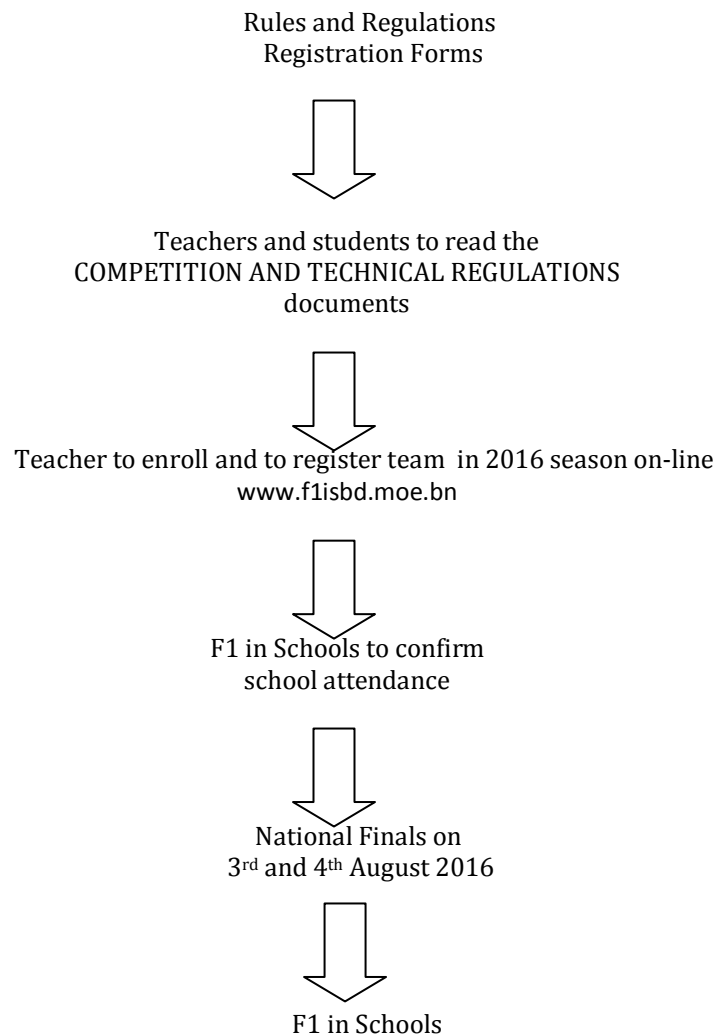 Rules and Regulations
Registration Forms
Teachers and students to read the
COMPETITION AND TECHNICAL REGULATIONS
documents
Teacher to enroll and to register team in 2016 season on-line
www.f1isbd.moe.bn
F1 in Schools to confirm
school attendance
National Finals on
3rd and 4th August 2016
F1 in Schools